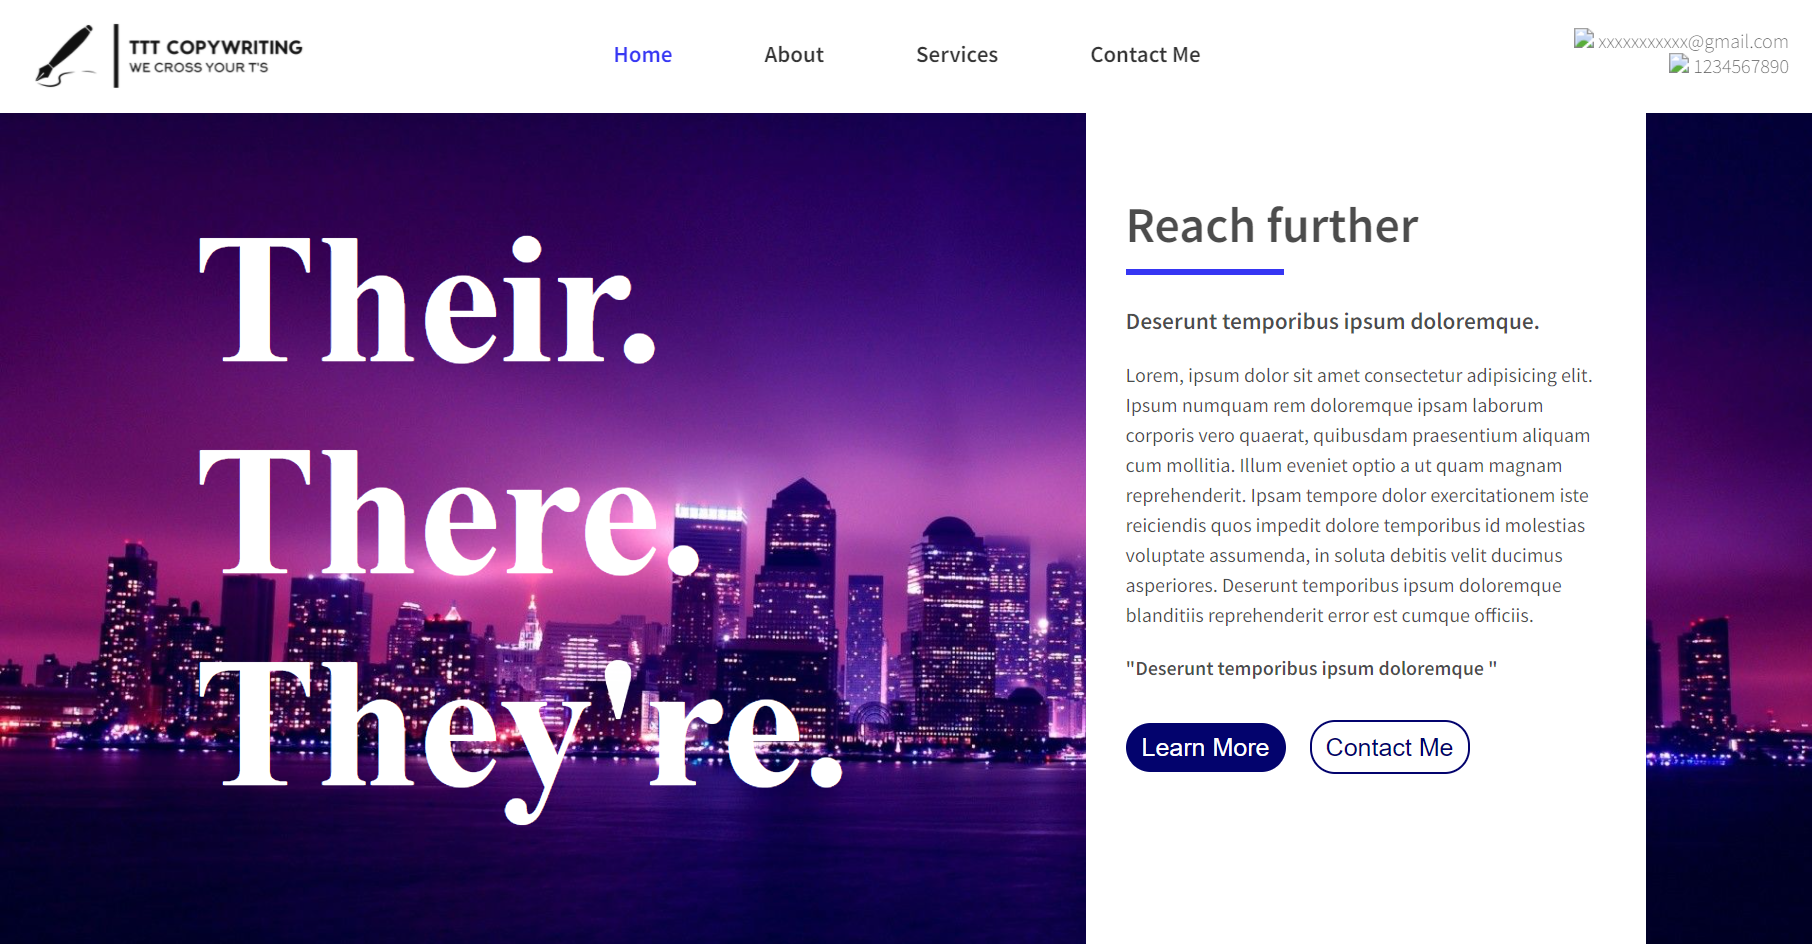 TTT COPYWRITING
WE CROSS YOUR T'S
Home
About
Services
Contact Me
xxxxxxxxxxx@gmail.com
1234567890
Their.
There.
They're.
Reach further
Deserunt temporibus ipsum doloremque.
Lorem, ipsum dolor sit amet consectetur adipisicing elit.
Ipsum numquam rem doloremque ipsam laborum
corporis vero quaerat, quibusdam praesentium aliquam
cum mollitia. Illum eveniet optio a ut quam magnam
reprehenderit. Ipsam tempore dolor exercitationem iste
reiciendis quos impedit dolore temporibus id molestias
voluptate assumenda, in soluta debitis velit ducimus
asperiores. Deserunt temporibus ipsum doloremque
blanditiis reprehenderit error est cumque officiis.
"Deserunt temporibus ipsum doloremque "
Learn More
Contact Me